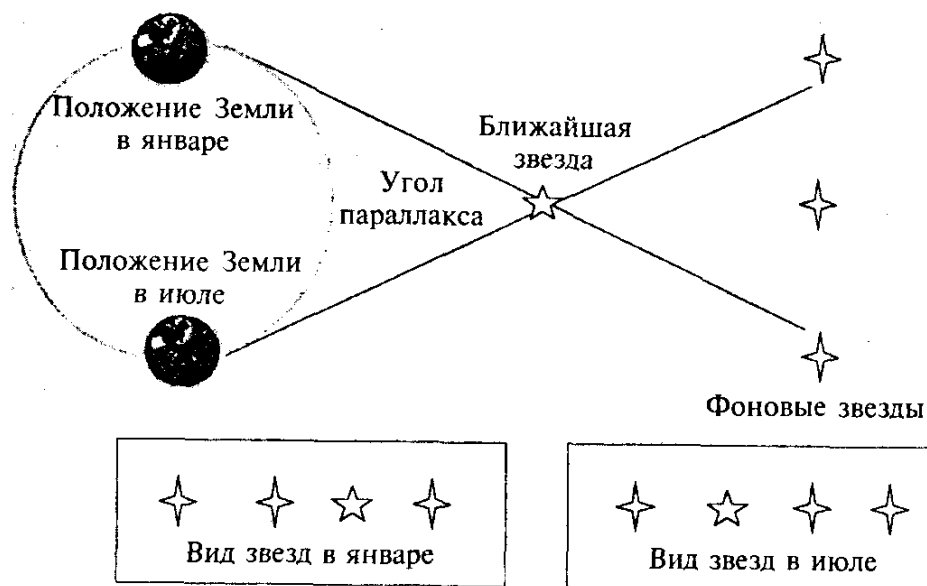 Положение Земли
в январе
Ближайшая
звезда
Угол
параллакса
Положение Земли
в июле
Фоновые звезды
Вид звезд в январе
Вид звезд в июле